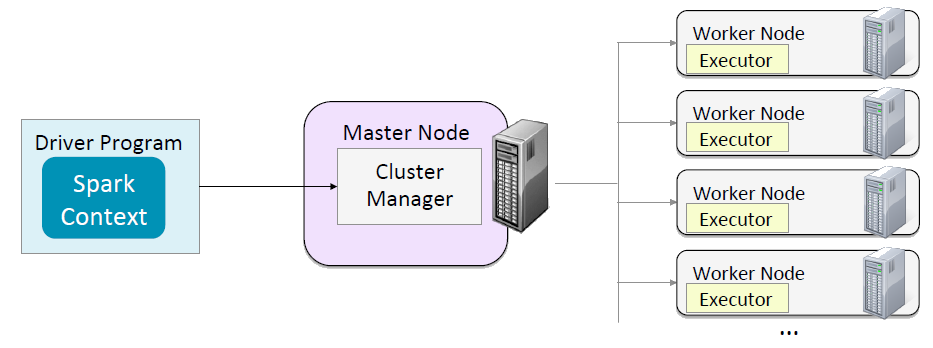 Driver Program
Spark
Context
Master Node
Cluster
Manager
Worker Node
Executor
Worker Node
Executor
Worker Node
Executor
Worker Node
Executor
...